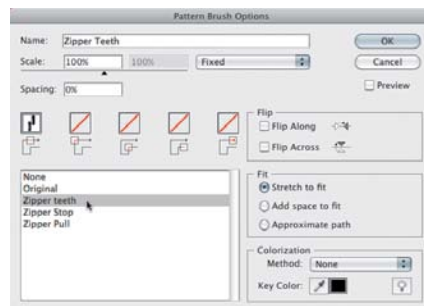 Pattern Brush Options
Name: Zipper Teeth
OK
Scale: 100% 100% Fixed
Cancel
Spacing: 0%
Preview
Flip
Flip Along
Flip Across
None
Original
Zipper teeth
Zipper Stop
Zipper Pull
Fit
Stretch to fit
Add space to fit
Approximate path
Colorization
Method: None
Key Color: